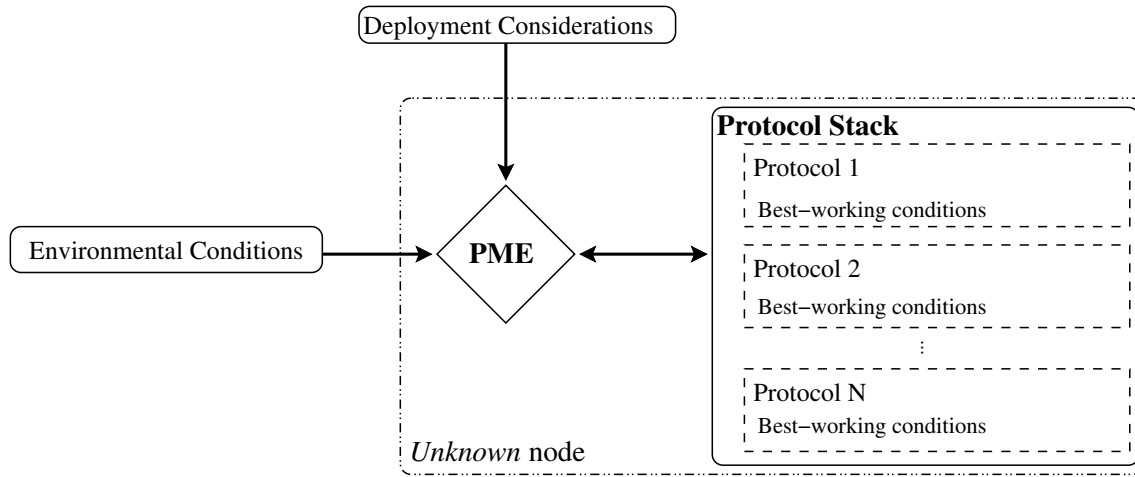 Deployment Considerations
Protocol Stack
Protocol 1
Best−working conditions
Environmental Conditions
PME
Protocol 2
Best−working conditions
...
Protocol N
Best−working conditions
Unknown node